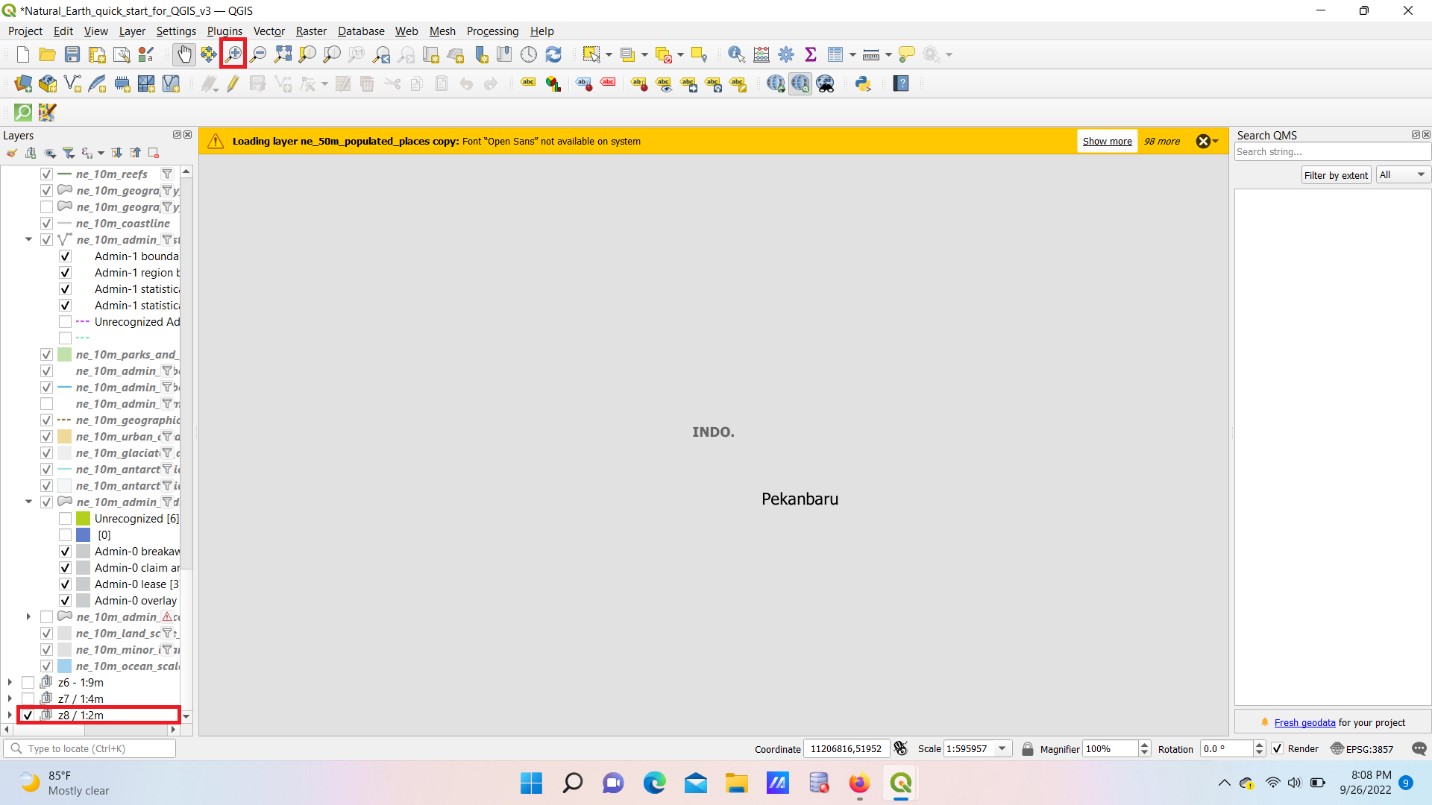 *Natural_Earth_quick_start_for_QGIS_v3 — QGIS
Project Edit View Layer Settings Plugins Vector Raster Database Web Mesh Processing Help
Layers
Loading layer ne_50m_populated_places copy: Font “Open Sans” not available on system
Show more
98 more
Search QMS
Search string...
Filter by extent
All
ne_10m_reefs
ne_10m_geogra
ne_10m_geogra
ne_10m_coastline
ne_10m_admin_
Admin-1 bounda
Admin-1 region b
Admin-1 statistica
Admin-1 statistica
Unrecognized Ad
ne_10m_parks_and_
ne_10m_admin_
ne_10m_admin_
ne_10m_admin_
ne_10m_geographic
ne_10m_urban_
ne_10m_glaciat
ne_10m_antarct
ne_10m_antarct
ne_10m_admin_
Unrecognized [6]
[0]
Admin-0 breakaw
Admin-0 claim ar
Admin-0 lease [3
Admin-0 overlay
ne_10m_admin_
ne_10m_land_sc
ne_10m_minor_
ne_10m_ocean_scal
z6 - 1:9m
z7 / 1:4m
z8 / 1:2m
INDO.
Pekanbaru
Fresh geodata for your project
Type to locate (Ctrl+K)
Coordinate 11206816,51952 Scale 1:595957 Magnifier 100% Rotation 0.0 ° Render EPSG:3857
85°F
Mostly clear
8:08 PM
9/26/2022
9